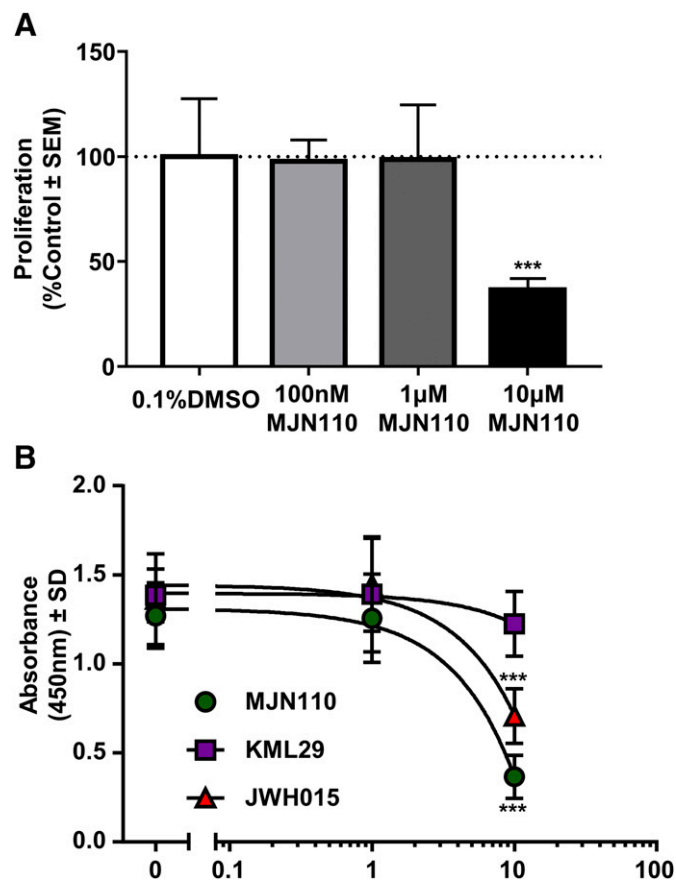 A
Proliferation
(%Control ± SEM)
150
100
50
0
***
0.1%DMSO
100nM
MJN110
1µM
MJN110
10µM
MJN110
B
Absorbance
(450nm) ± SD
2.0
1.5
1.0
0.5
0.0
MJN110
KML29
JWH015
***
***
0
0.1
1
10
100